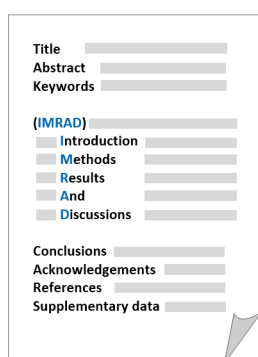 Title
Abstract
Keywords
(IMRAD)
Introduction
Methods
Results
And
Discussions
Conclusions
Acknowledgements
References
Supplementary data